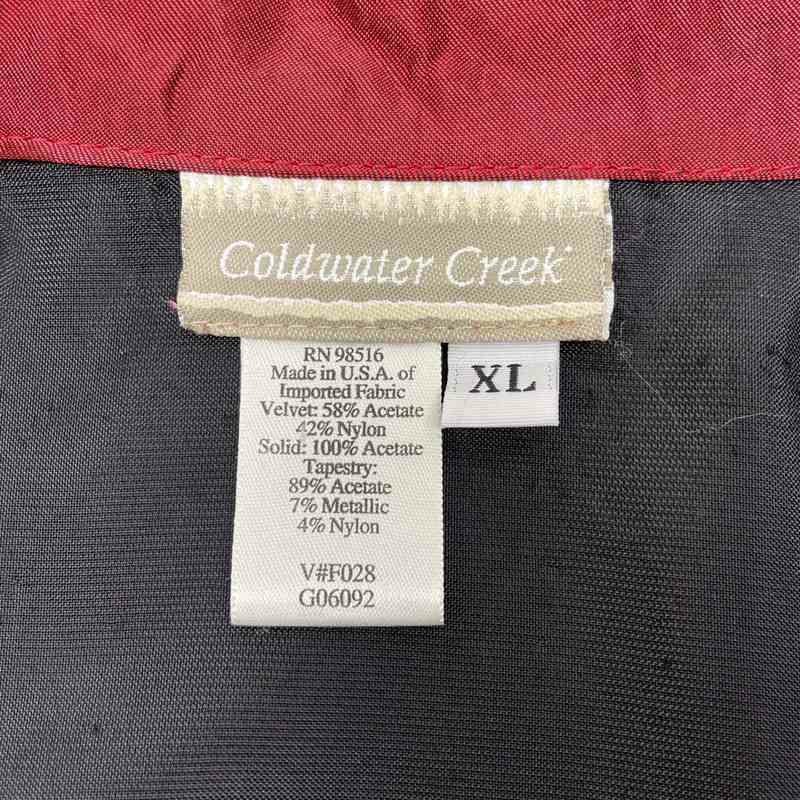 Coldwater Creek
RN 98516
Made in U.S.A. of
Imported Fabric
Velvet: 58% Acetate
42% Nylon
Solid: 100% Acetate
Tapestry:
89% Acetate
7% Metallic
4% Nylon
V#F028
G06092
XL